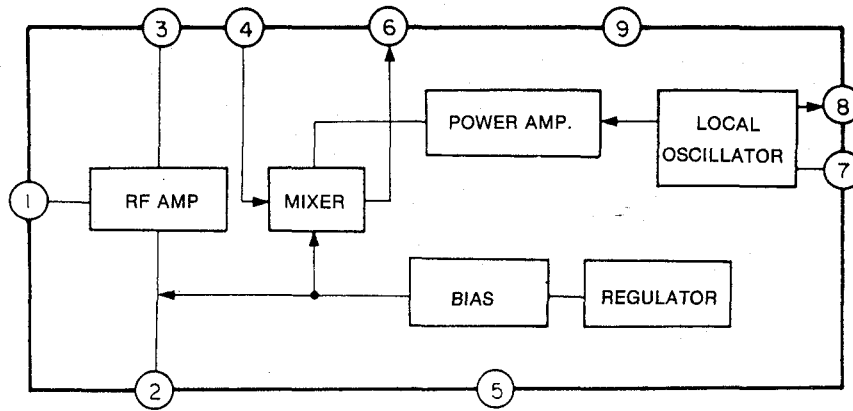 3 4 6 9
POWER AMP.
LOCAL
OSCILLATOR
8
7
1
RF AMP
MIXER
BIAS
REGULATOR
2
5